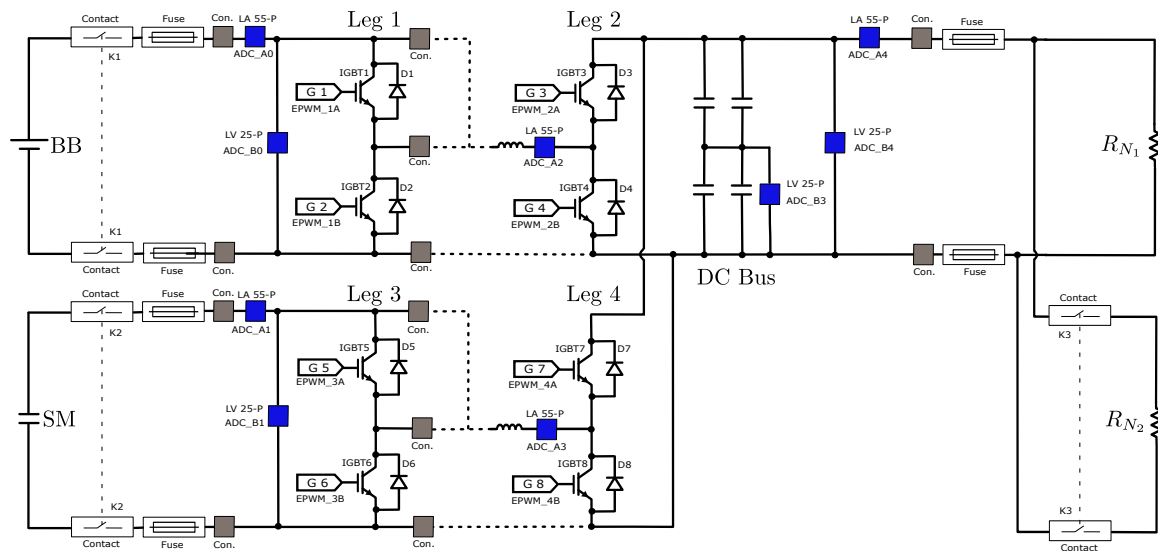 Contact
Fuse
Con.
LA 55-P
ADC_A0
K1
Leg 1
Con.
IGBT1
D1
G 1
EPWM_1A
LV 25-P
ADC_B0
BB
Con.
IGBT2
D2
G 2
EPWM_1B
K1
Contact
Fuse
Con.
Con.
Leg 2
IGBT3
D3
G 3
EPWM_2A
LA 55-P
ADC_A2
IGBT4
D4
G 4
EPWM_2B
LV 25-P
ADC_B3
DC Bus
LV 25-P
ADC_B4
LA 55-P
ADC_A4
Con.
Fuse
Con.
Fuse
R_{N_1}
Contact
Fuse
Con.
LA 55-P
ADC_A1
K2
Leg 3
Con.
IGBT5
D5
G 5
EPWM_3A
LV 25-P
ADC_B1
SM
Con.
IGBT6
D6
G 6
EPWM_3B
K2
Contact
Fuse
Con.
Con.
Leg 4
IGBT7
D7
G 7
EPWM_4A
LA 55-P
ADC_A3
IGBT8
D8
G 8
EPWM_4B
Contact
K3
R_{N_2}
K3
Contact